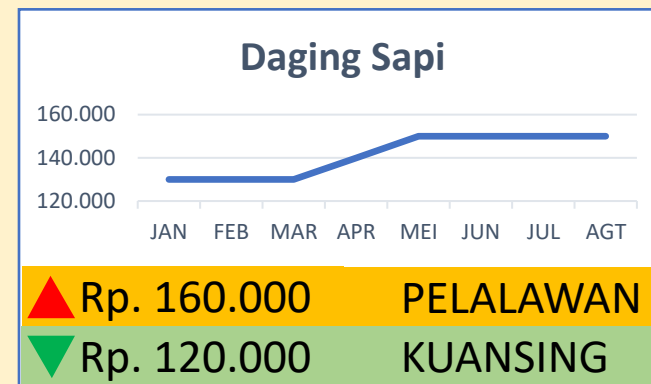 Daging Sapi
160.000
140.000
120.000
JAN FEB MAR APR MEI JUN JUL AGT
Rp. 160.000 PELALAWAN
Rp. 120.000 KUANSING